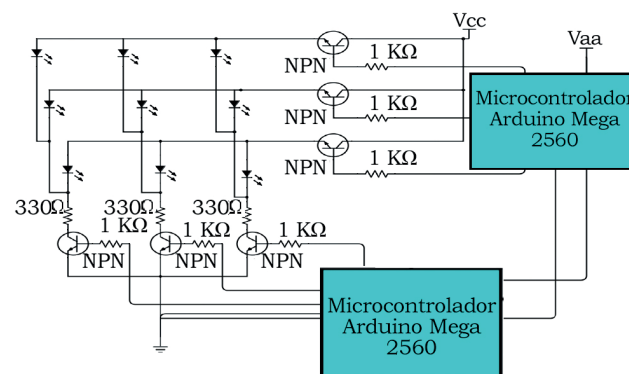 Vcc
1 KΩ
Vaa
NPN
1 KΩ
Microcontrolador
Arduino Mega
2560
NPN
1 KΩ
NPN
330Ω
330Ω
330Ω
1 KΩ
1 KΩ
1 KΩ
NPN
NPN
NPN
Microcontrolador
Arduino Mega
2560